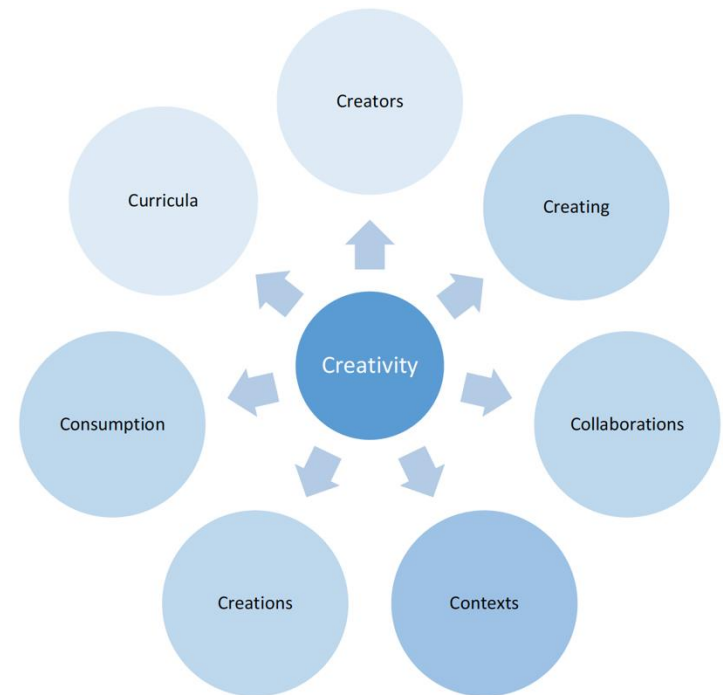 Creators
Curricula
Creating
Creativity
Consumption
Collaborations
Creations
Contexts